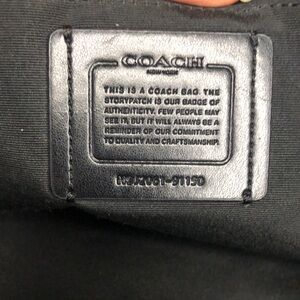 COACH
NEW YORK
THIS IS A COACH BAG. THE
STORYPATCH IS OUR BADGE OF
AUTHENTICITY. FEW PEOPLE MAY
SEE IT, BUT IT WILL ALWAYS BE A
REMINDER OF OUR COMMITMENT
TO QUALITY AND CRAFTSMANSHIP.